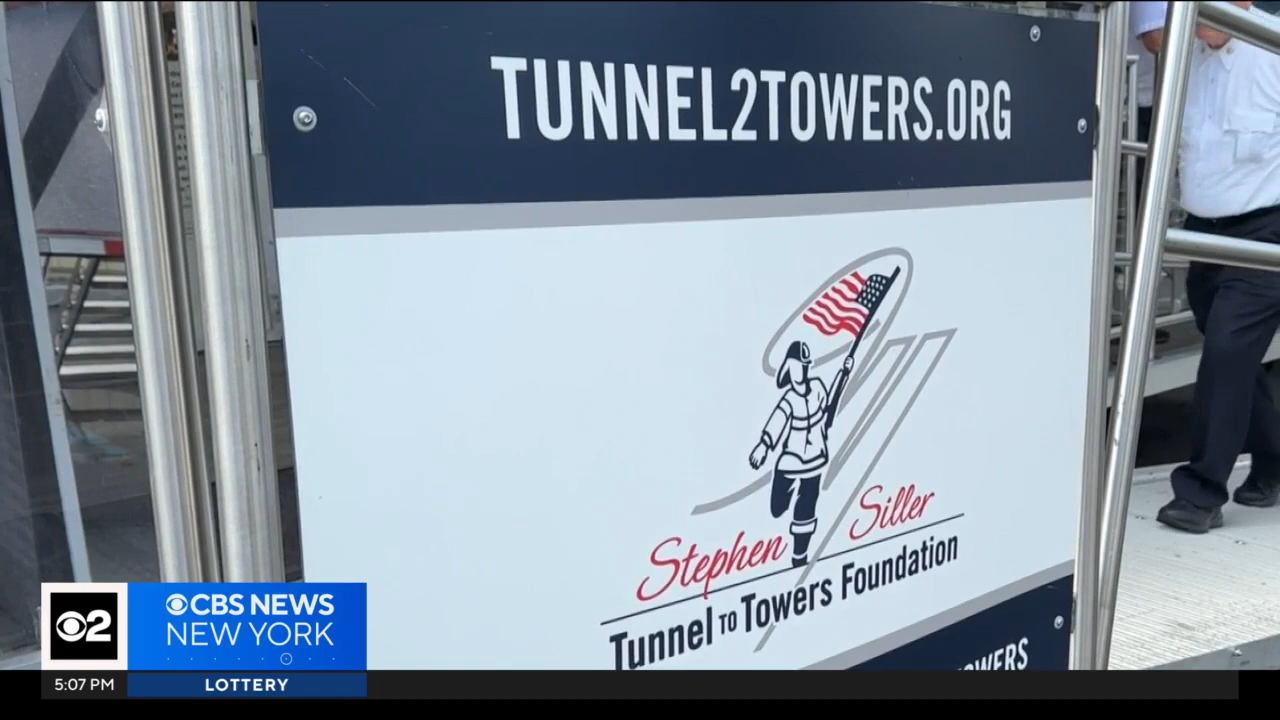 TUNNEL2TOWERS.ORG
Stephen Siller
Tunnel TO Towers Foundation
2
CBS NEWS
NEW YORK
5:07 PM
LOTTERY